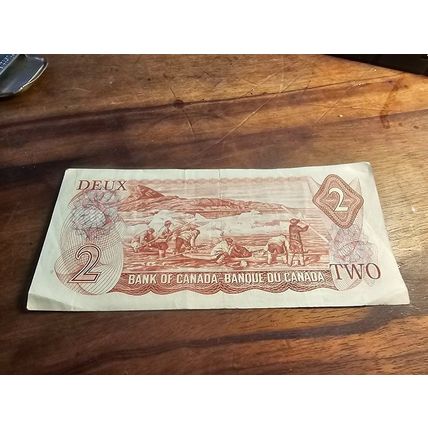 DEUX
2
2
BANK OF CANADA - BANQUE DU CANADA
TWO